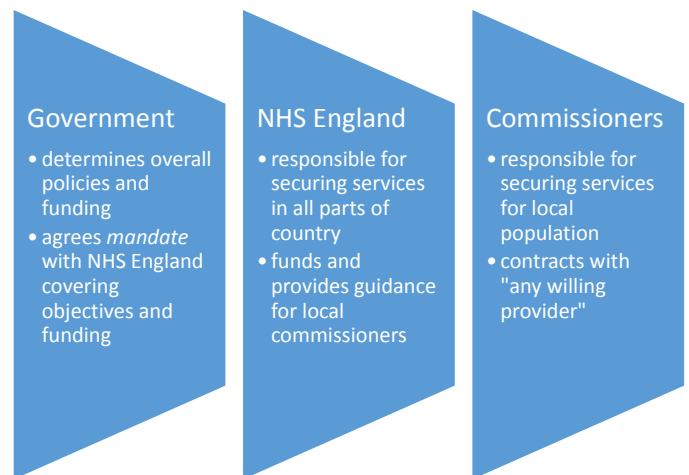 Government
• determines overall
policies and
funding
• agrees mandate
with NHS England
covering
objectives and
funding
NHS England
• responsible for
securing services
in all parts of
country
• funds and
provides guidance
for local
commissioners
Commissioners
• responsible for
securing services
for local
population
• contracts with
"any willing
provider"